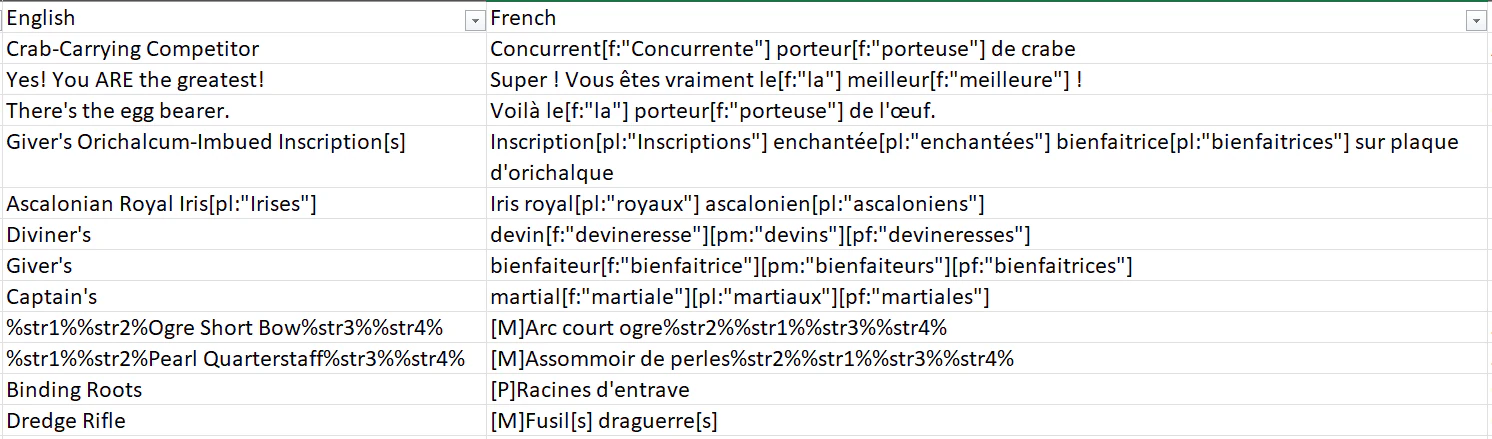 English French
Crab-Carrying Competitor Concurrent[f:"Concurrente"] porteur[f:"porteuse"] de crabe
Yes! You ARE the greatest! Super ! Vous êtes vraiment le[f:"la"] meilleur[f:"meilleure"] !
There's the egg bearer. Voilà le[f:"la"] porteur[f:"porteuse"] de l'œuf.
Giver's Orichalcum-Imbued Inscription[s] Inscription[pl:"Inscriptions"] enchantée[pl:"enchantées"] bienfaitrice[pl:"bienfaitrices"] sur plaque
d'orichalque
Ascalonian Royal Iris[pl:"Irises"] Iris royal[pl:"royaux"] ascalonien[pl:"ascaloniens"]
Diviner's devin[f:"devineresse"][pm:"devins"][pf:"devineresses"]
Giver's bienfaiteur[f:"bienfaitrice"][pm:"bienfaiteurs"][pf:"bienfaitrices"]
Captain's martial[f:"martiale"][pl:"martiaux"][pf:"martiales"]
%str1%%str2%Ogre Short Bow%str3%%str4% [M]Arc court ogre%str2%%str1%%str3%%str4%
%str1%%str2%Pearl Quarterstaff%str3%%str4% [M]Assommoir de perles%str2%%str1%%str3%%str4%
Binding Roots [P]Racines d'entrave
Dredge Rifle [M]Fusil[s] draguerre[s]